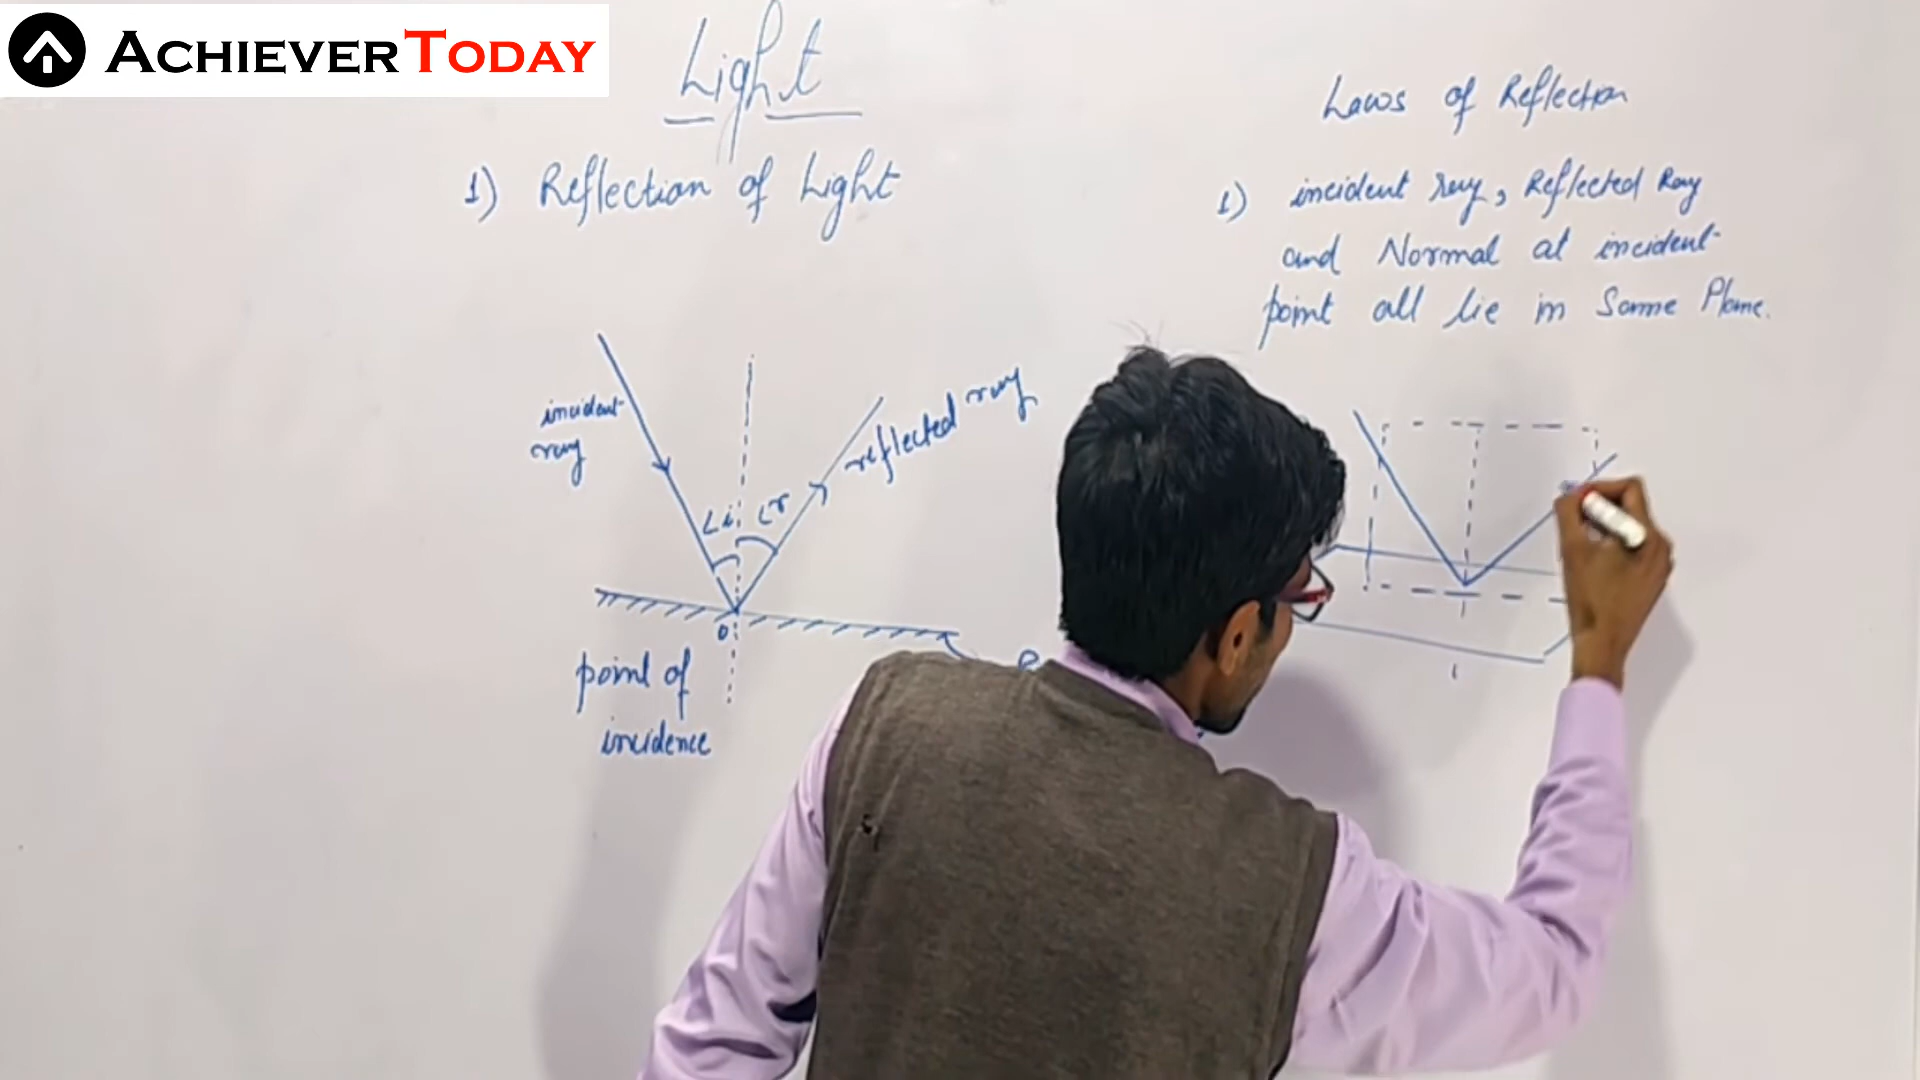 ACHIEVERTODAY
Light
1) Reflection of Light
incident
ray
∠i
∠r
reflected ray
O
point of
incidence
Laws of Reflection
1) incident ray, Reflected Ray
and Normal at incident
point all lie in Same Plane.